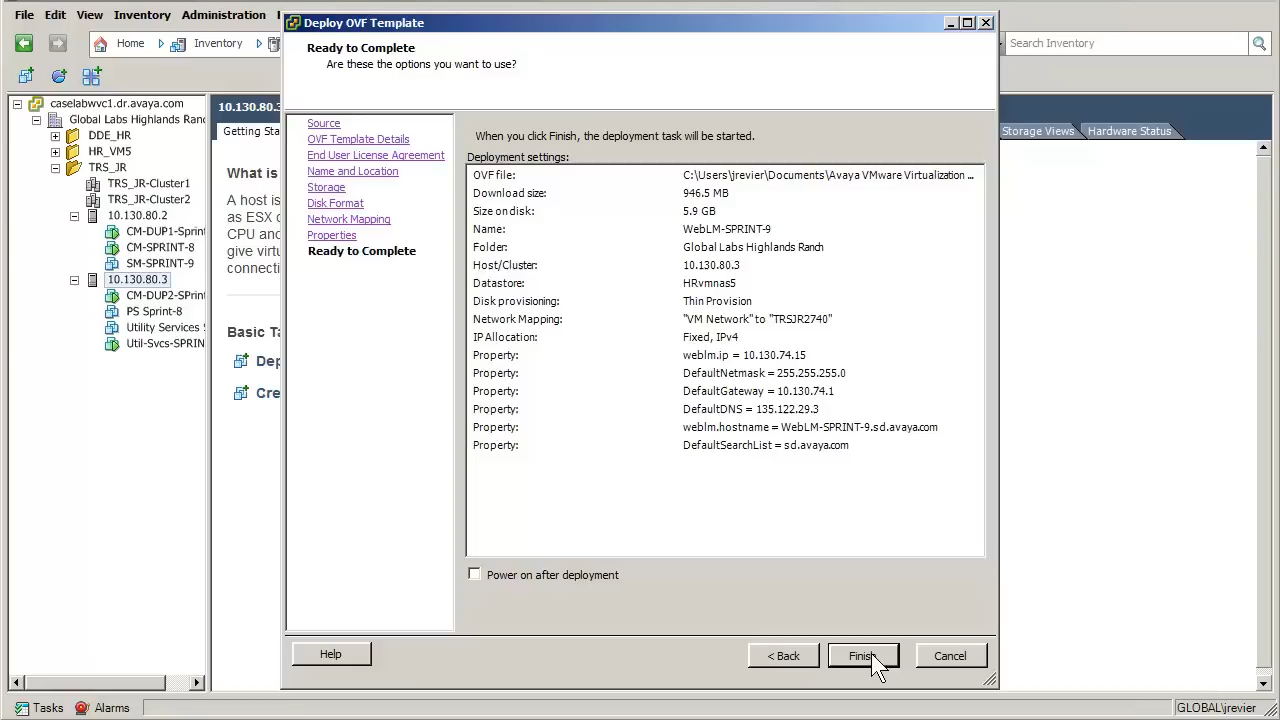 File Edit View Inventory Administration
Deploy OVF Template
Ready to Complete
Are these the options you want to use?
Home Inventory
Search Inventory
caselabwvc1.dr.avaya.com
Global Labs Highlands Ranc
DDE_HR
HR_VM5
TRS_JR
TRS_JR-Cluster1
TRS_JR-Cluster2
10.130.80.2
CM-DUP1-Sprint
CM-SPRINT-8
SM-SPRINT-9
10.130.80.3
CM-DUP2-SPrint
PS Sprint-8
Utility Services S
Util-Svcs-SPRIN
10.130.80.3
Getting Sta
What is
A host is
as ESX
CPU and
give virtu
connecti
Basic Ta
Dep
Cre
Source
OVF Template Details
End User License Agreement
Name and Location
Storage
Disk Format
Network Mapping
Properties
Ready to Complete
When you click Finish, the deployment task will be started.
Deployment settings:
OVF file: C:\Users\jrevier\Documents\Avaya VMware Virtualization ...
Download size: 946.5 MB
Size on disk: 5.9 GB
Name: WebLM-SPRINT-9
Folder: Global Labs Highlands Ranch
Host/Cluster: 10.130.80.3
Datastore: HRvmnas5
Disk provisioning: Thin Provision
Network Mapping: "VM Network" to "TRSJR2740"
IP Allocation: Fixed, IPv4
Property: weblm.ip = 10.130.74.15
Property: DefaultNetmask = 255.255.255.0
Property: DefaultGateway = 10.130.74.1
Property: DefaultDNS = 135.122.29.3
Property: weblm.hostname = WebLM-SPRINT-9.sd.avaya.com
Property: DefaultSearchList = sd.avaya.com
Power on after deployment
Help < Back Finish Cancel
Storage Views Hardware Status
Tasks Alarms
GLOBAL\jrevier